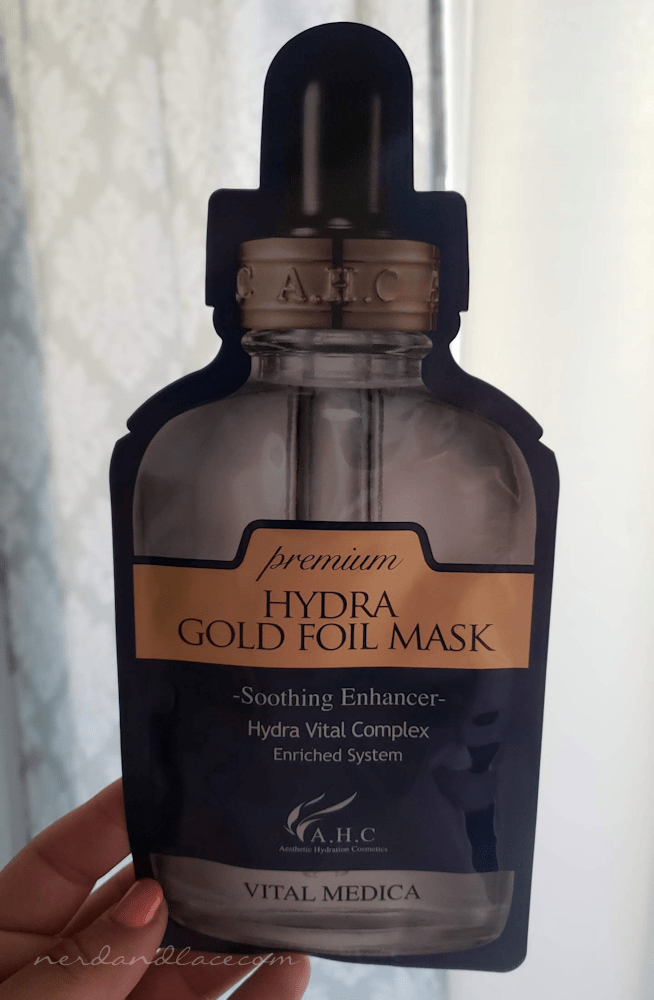 C A.H.C A
premium
HYDRA
GOLD FOIL MASK
-Soothing Enhancer-
Hydra Vital Complex
Enriched System
A.H.C
Aesthetic Hydration Cosmetics
VITAL MEDICA
nerdandlace.com